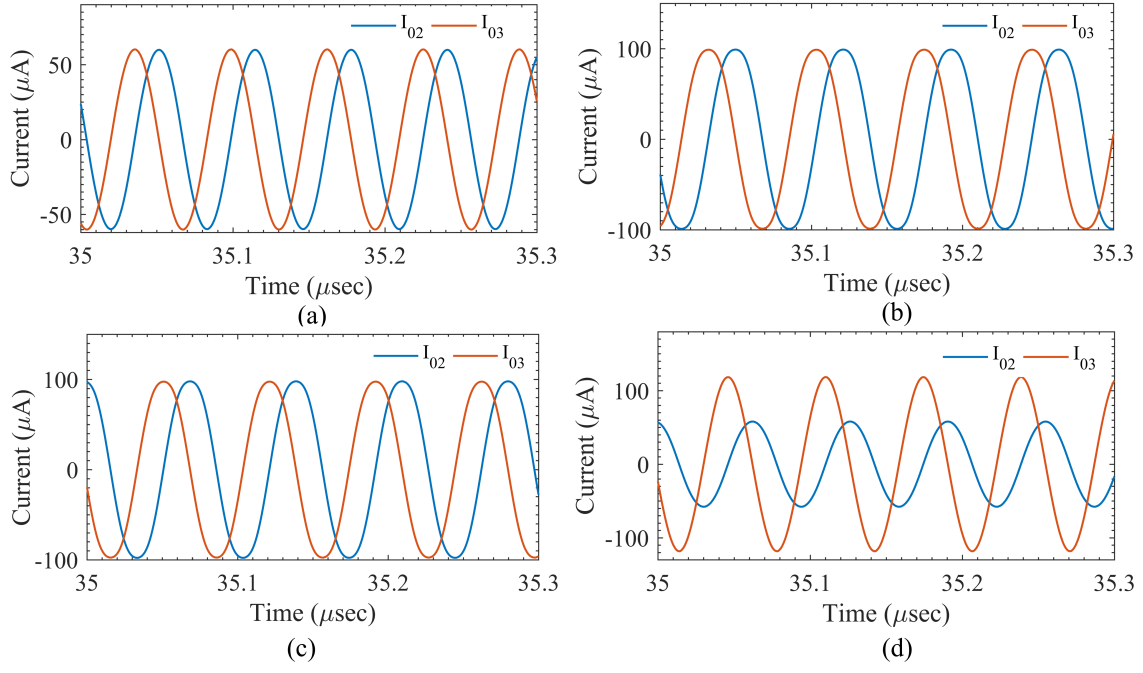 I02 I03
50
0
-50
Current (μA)
35 35.1 35.2 35.3
Time (μsec)
(a)
I02 I03
100
0
-100
Current (μA)
35 35.1 35.2 35.3
Time (μsec)
(b)
I02 I03
100
0
-100
Current (μA)
35 35.1 35.2 35.3
Time (μsec)
(c)
I02 I03
100
0
-100
Current (μA)
35 35.1 35.2 35.3
Time (μsec)
(d)